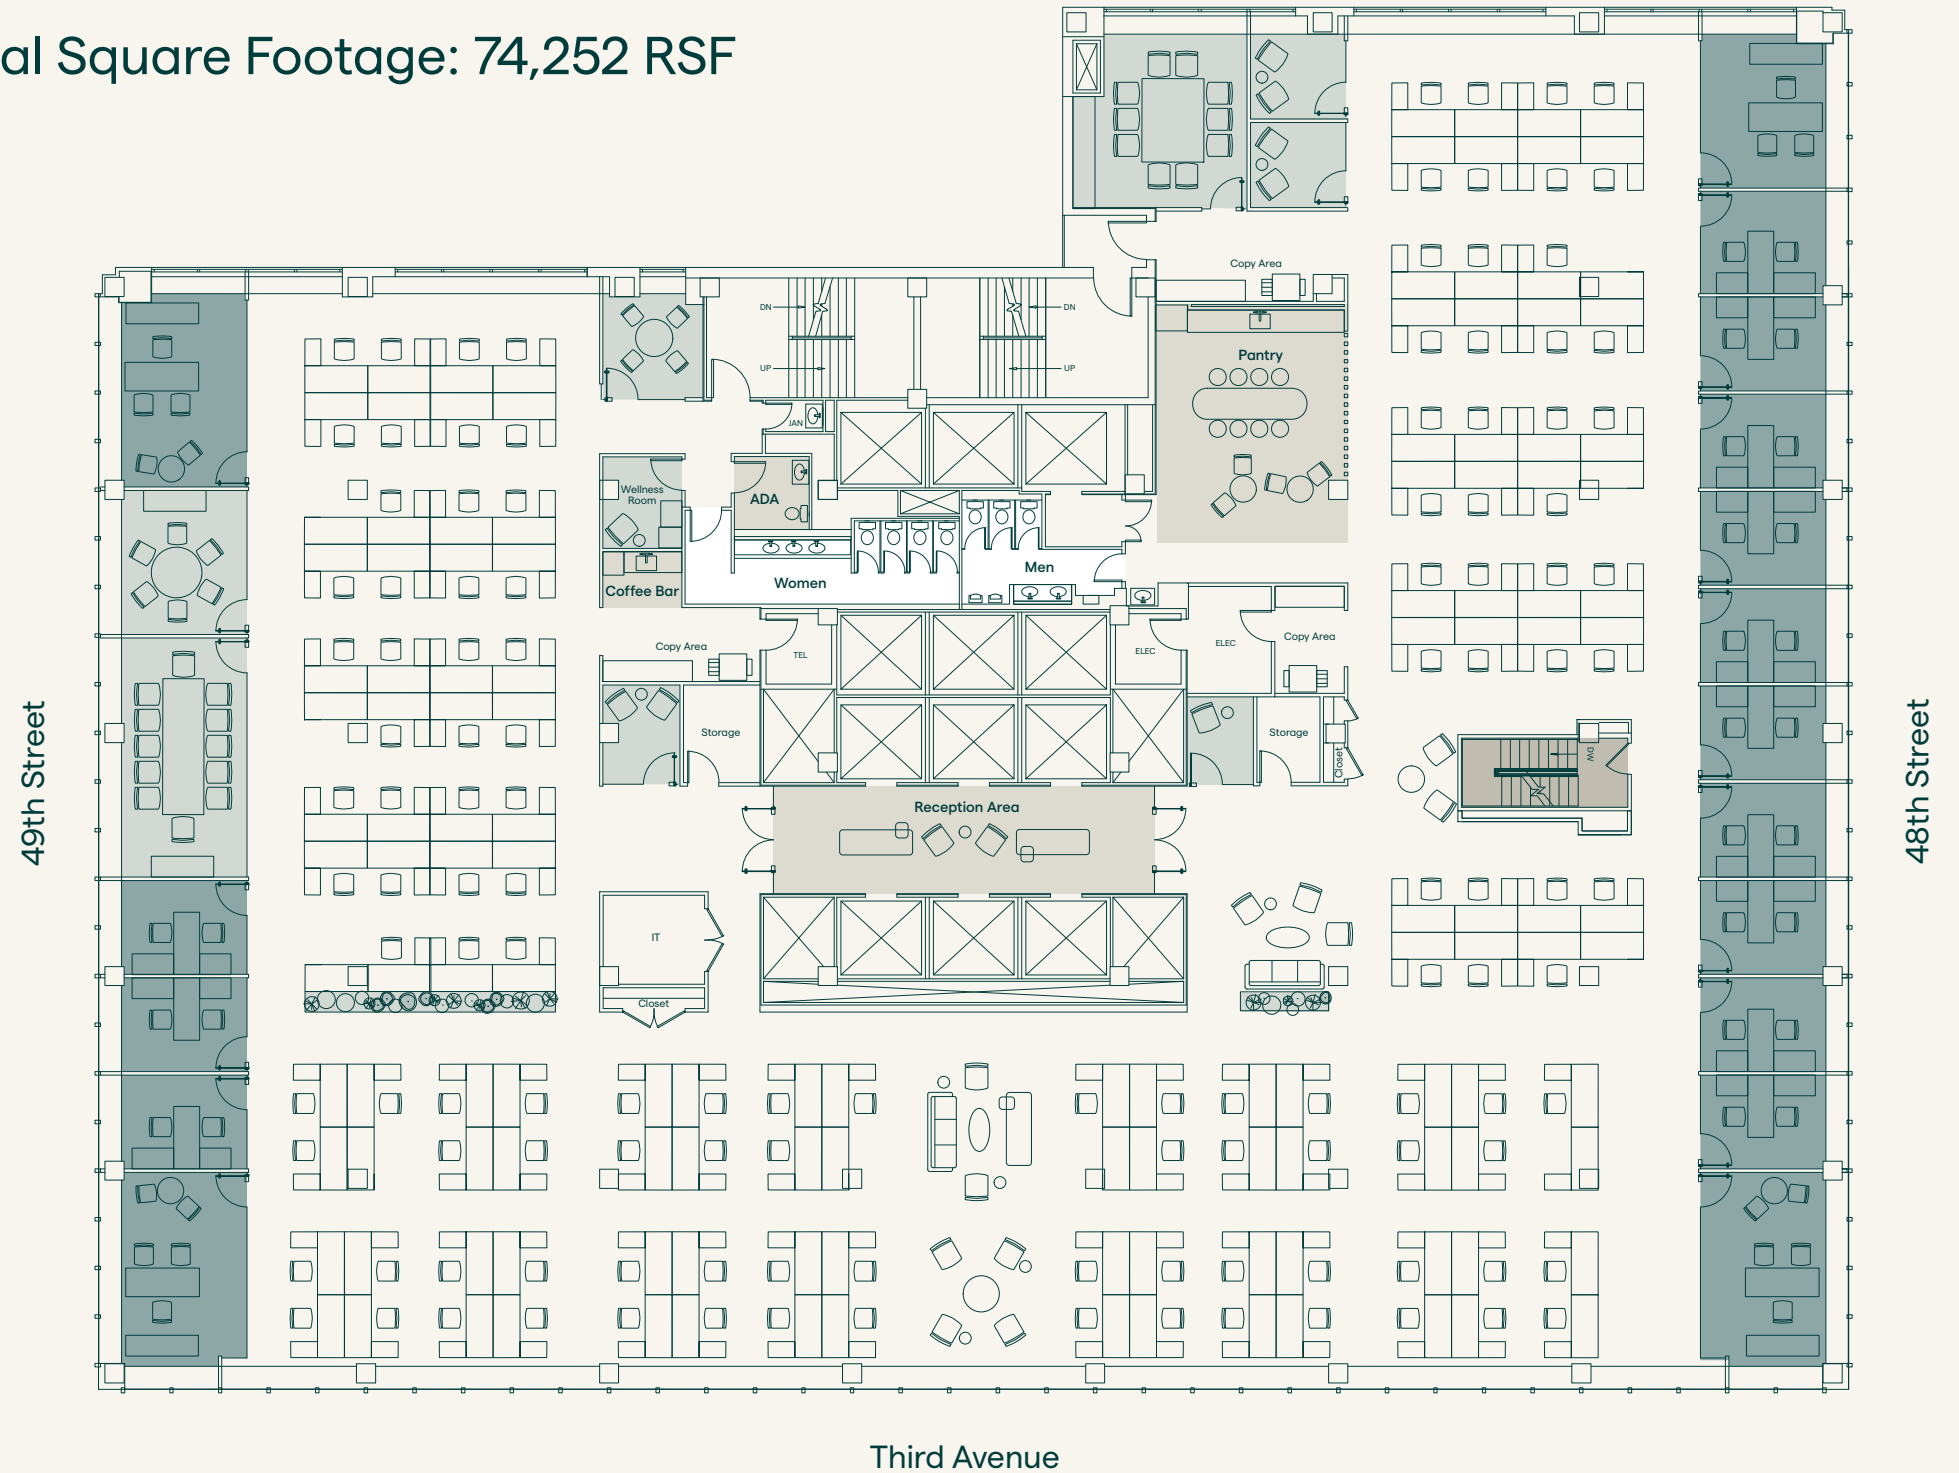 al Square Footage: 74,252 RSF
Copy Area
DN
DN
Pantry
UP
UP
JAN
Wellness
Room
ADA
Men
Women
Coffee Bar
Copy Area
ELEC
Copy Area
TEL
ELEC
Storage
Storage
Closet
DW
49th Street
48th Street
Reception Area
IT
Closet
Third Avenue